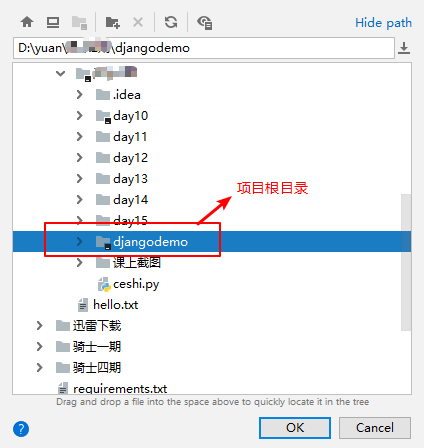 Hide path
D:\yuan\ \djangodemo
.idea
day10
day11
day12
day13
day14
day15
项目根目录
djangodemo
课上截图
ceshi.py
hello.txt
迅雷下载
骑士一期
骑士四期
requirements.txt
Drag and drop a file into the space above to quickly locate it in the tree
?
OK Cancel